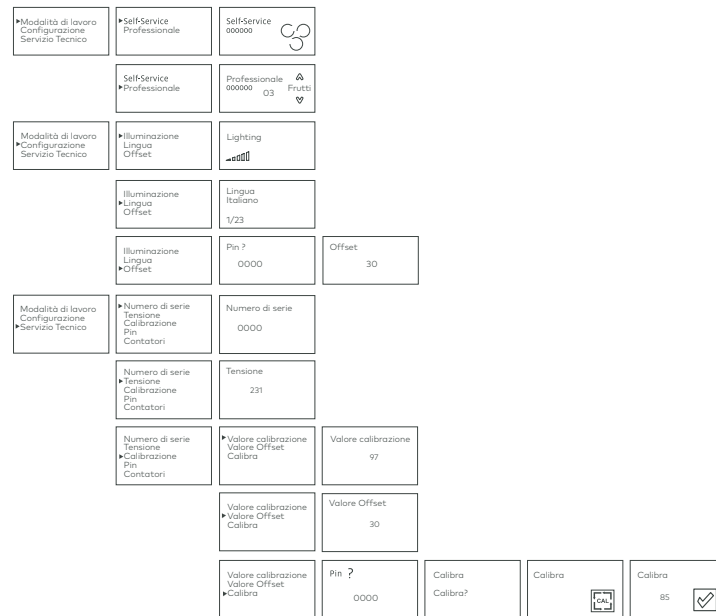 Modalità di lavoro
Configurazione
Servizio Tecnico
Self-Service
Professionale
Self-Service
000000
Self-Service
Professionale
Professionale
000000
03
Frutti
Modalità di lavoro
Configurazione
Servizio Tecnico
Illuminazione
Lingua
Offset
Lighting
Illuminazione
Lingua
Offset
Lingua
Italiano
1/23
Illuminazione
Lingua
Offset
Pin ?
0000
Offset
30
Modalità di lavoro
Configurazione
Servizio Tecnico
Numero di serie
Tensione
Calibrazione
Pin
Contatori
Numero di serie
0000
Numero di serie
Tensione
Calibrazione
Pin
Contatori
Tensione
231
Numero di serie
Tensione
Calibrazione
Pin
Contatori
Valore calibrazione
Valore Offset
Calibra
Valore calibrazione
97
Valore calibrazione
Valore Offset
Calibra
Valore Offset
30
Valore calibrazione
Valore Offset
Calibra
Pin ?
0000
Calibra
Calibra?
Calibra
CAL
Calibra
85